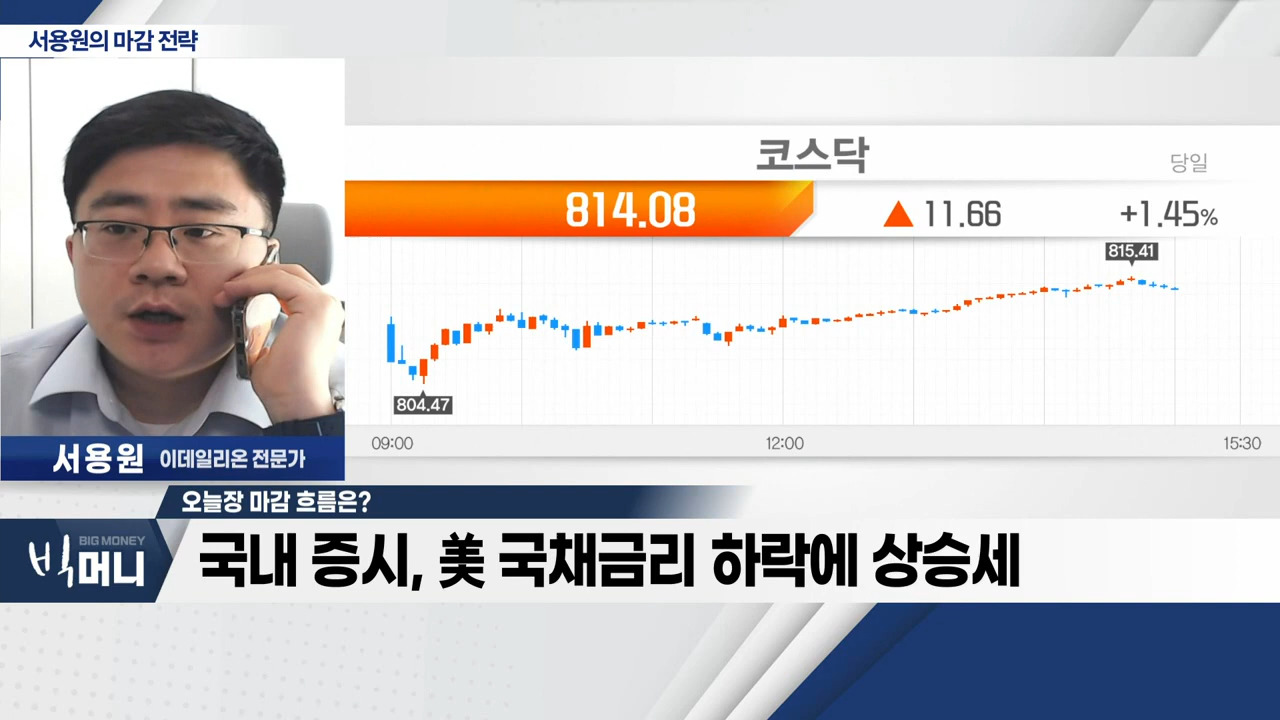 서용원의 마감 전략
코스닥
당일
814.08
▲ 11.66
+1.45%
815.41
804.47
09:00
12:00
15:30
서용원 이데일리온 전문가
오늘장 마감 흐름은?
BIG MONEY
빅머니
국내 증시, 美 국채금리 하락에 상승세